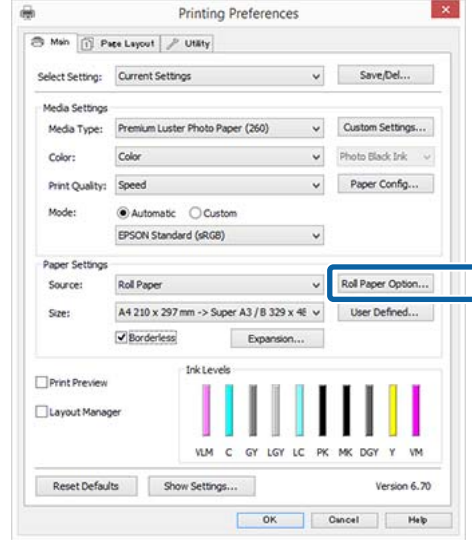 Printing Preferences
Main Page Layout Utility
Select Setting: Current Settings Save/Del...
Media Settings
Media Type: Premium Luster Photo Paper (260) Custom Settings...
Color: Color Photo Black Ink
Print Quality: Speed Paper Config...
Mode: Automatic Custom
EPSON Standard (sRGB)
Paper Settings
Source: Roll Paper Roll Paper Option...
Size: A4 210 x 297 mm -> Super A3 / B 329 x 48 User Defined...
Borderless Expansion...
Ink Levels
Print Preview
Layout Manager
VLM C GY LGY LC PK MK DGY Y VM
Reset Defaults Show Settings... Version 6.70
OK Cancel Help